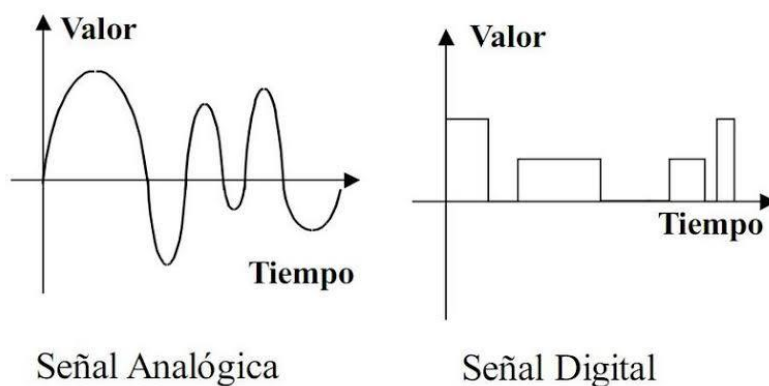 Valor
Tiempo
Señal Analógica
Valor
Tiempo
Señal Digital